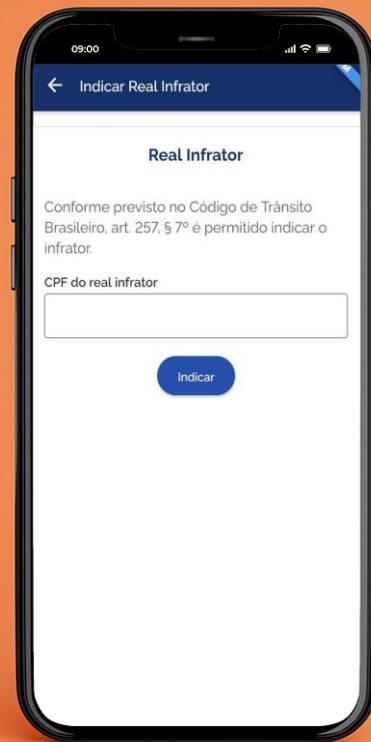 09:00
Indicar Real Infrator
Real Infrator
Conforme previsto no Código de Trânsito
Brasileiro, art. 257, § 7º é permitido indicar o
infrator.
CPF do real infrator
Indicar